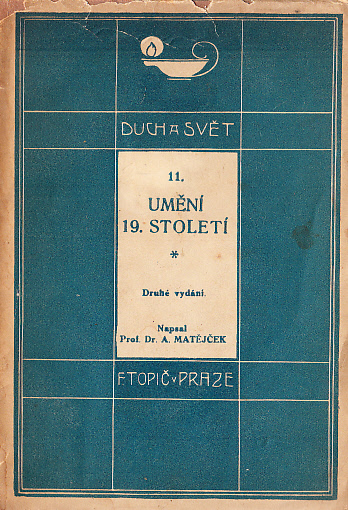 DUCH A SVĚT
11.
UMĚNÍ
19. STOLETÍ
*
Druhé vydání.
Napsal
Prof. Dr. A. MATĚJČEK
F. TOPIČ V PRAZE